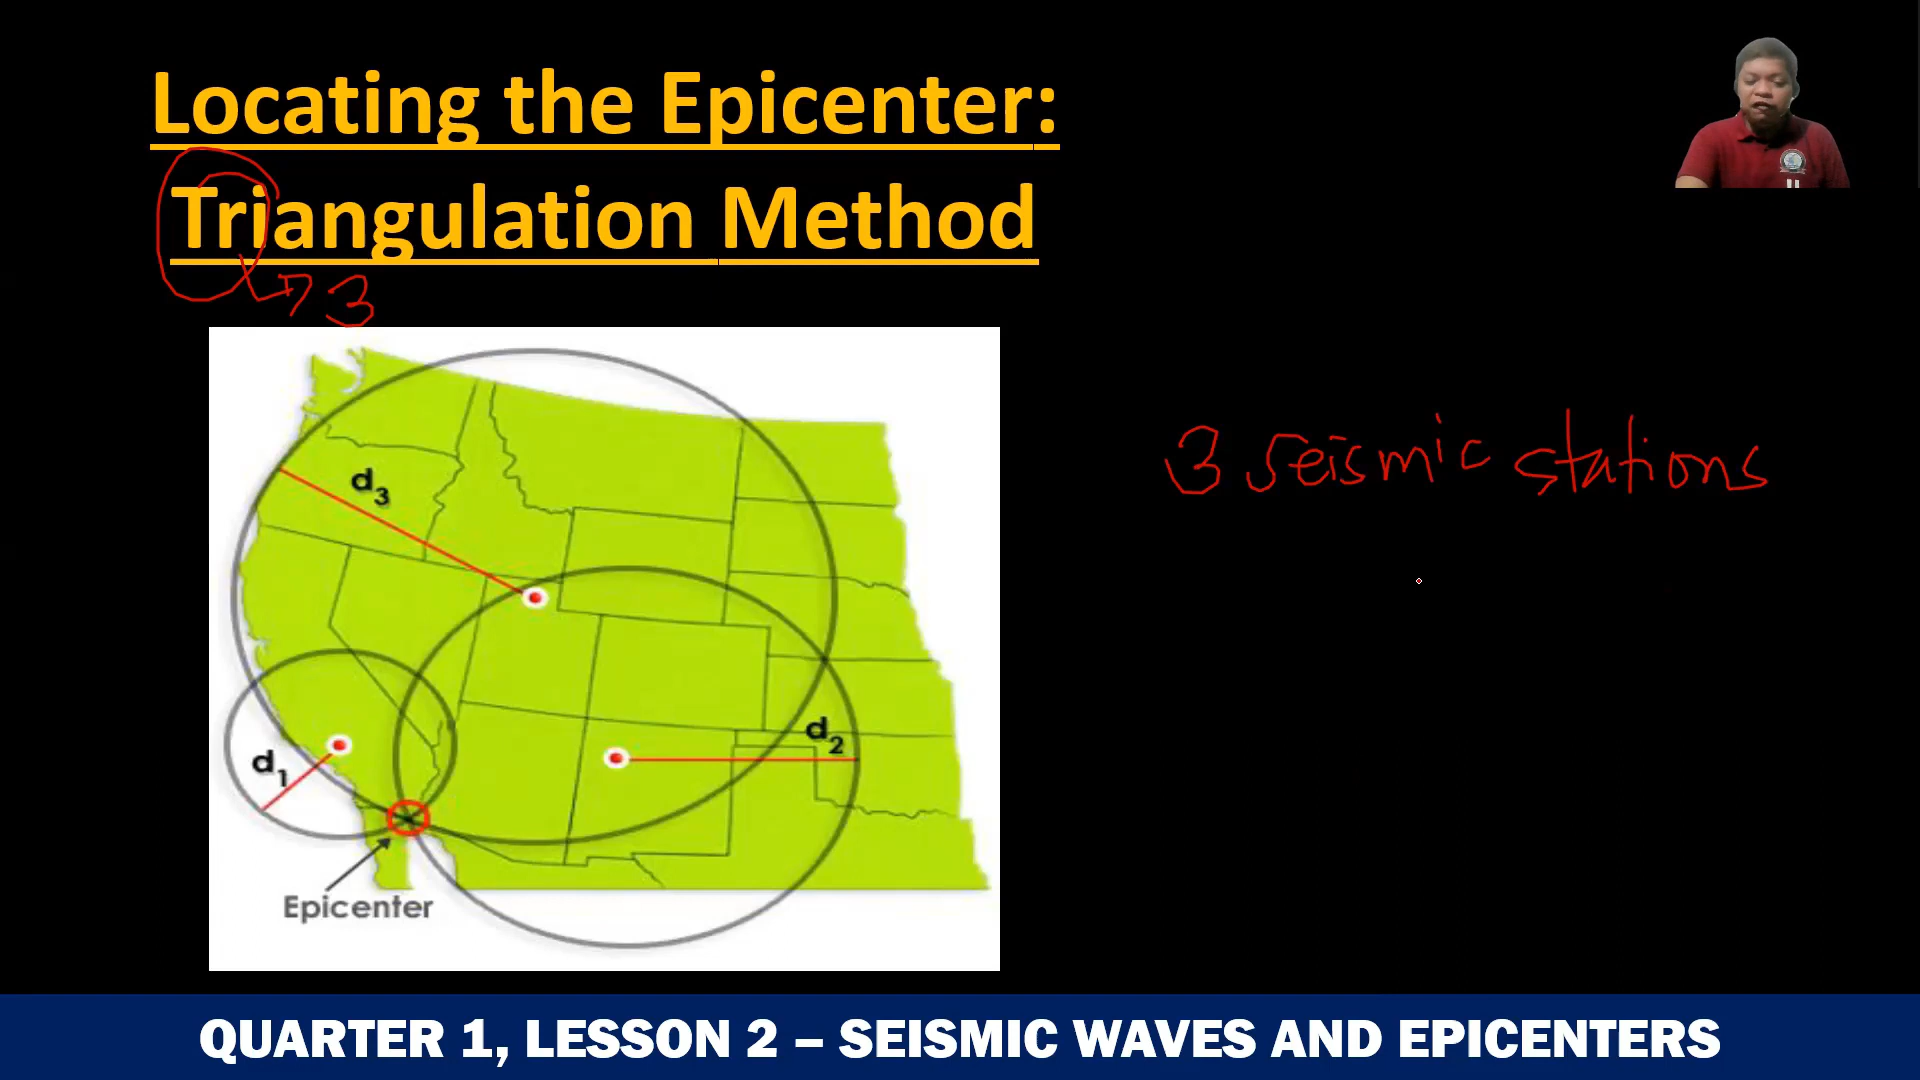 Locating the Epicenter:
Triangulation Method
3
3 seismic stations
d3
d2
d1
Epicenter
QUARTER 1, LESSON 2 – SEISMIC WAVES AND EPICENTERS